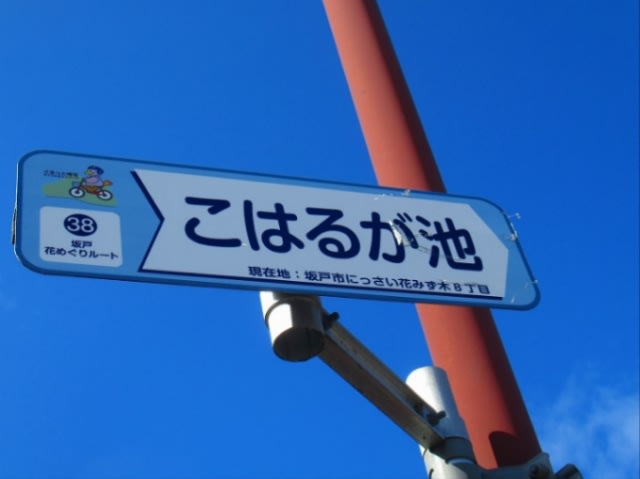 38
坂戸
花めぐりルート
こはるが池
現在地：坂戸市にっさい花みず木8丁目